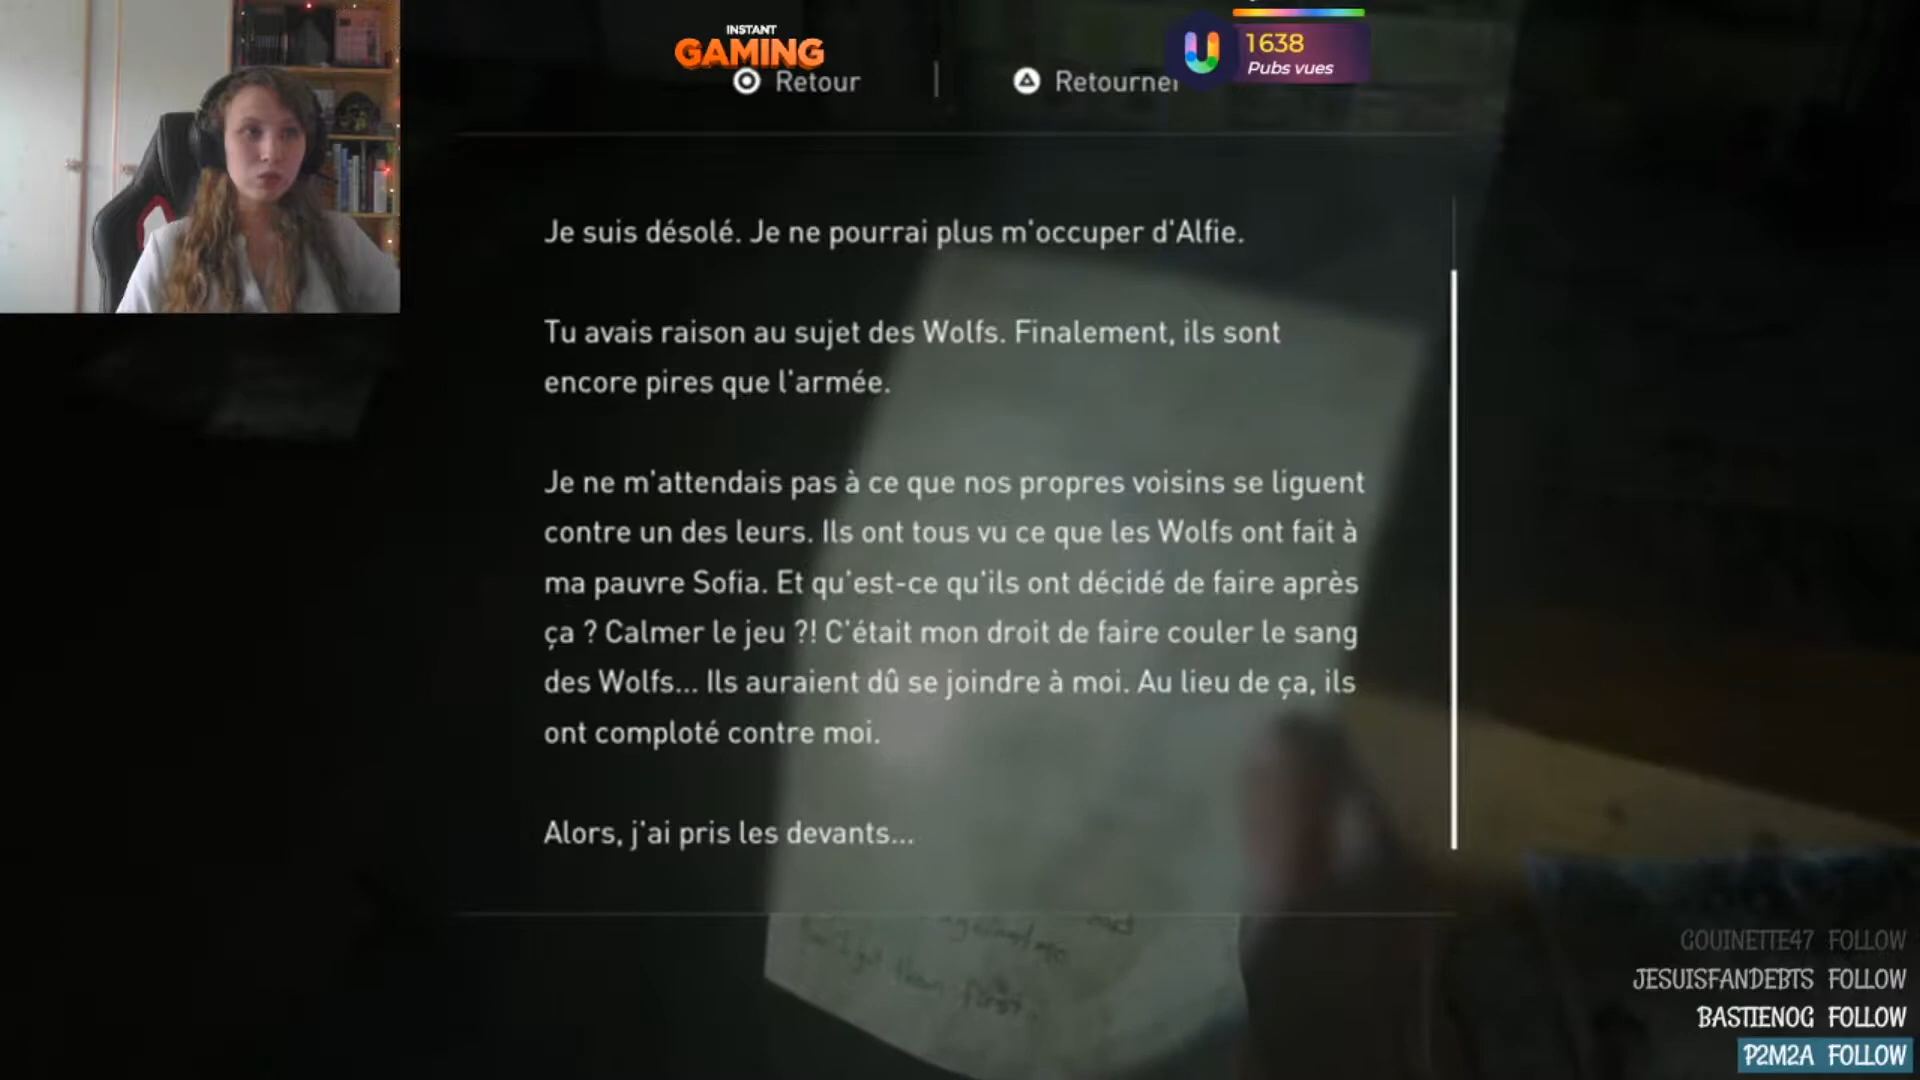 INSTANT
GAMING
Retour
Retourner
1638
Pubs vues
Je suis désolé. Je ne pourrai plus m'occuper d'Alfie.
Tu avais raison au sujet des Wolfs. Finalement, ils sont
encore pires que l'armée.
Je ne m'attendais pas à ce que nos propres voisins se liguent
contre un des leurs. Ils ont tous vu ce que les Wolfs ont fait à
ma pauvre Sofia. Et qu'est-ce qu'ils ont décidé de faire après
ça ? Calmer le jeu ?! C'était mon droit de faire couler le sang
des Wolfs... Ils auraient dû se joindre à moi. Au lieu de ça, ils
ont comploté contre moi.
Alors, j'ai pris les devants...
GOUINETTE47 FOLLOW
JESUISFANDEBTS FOLLOW
BASTIENOG FOLLOW
P2M2A FOLLOW